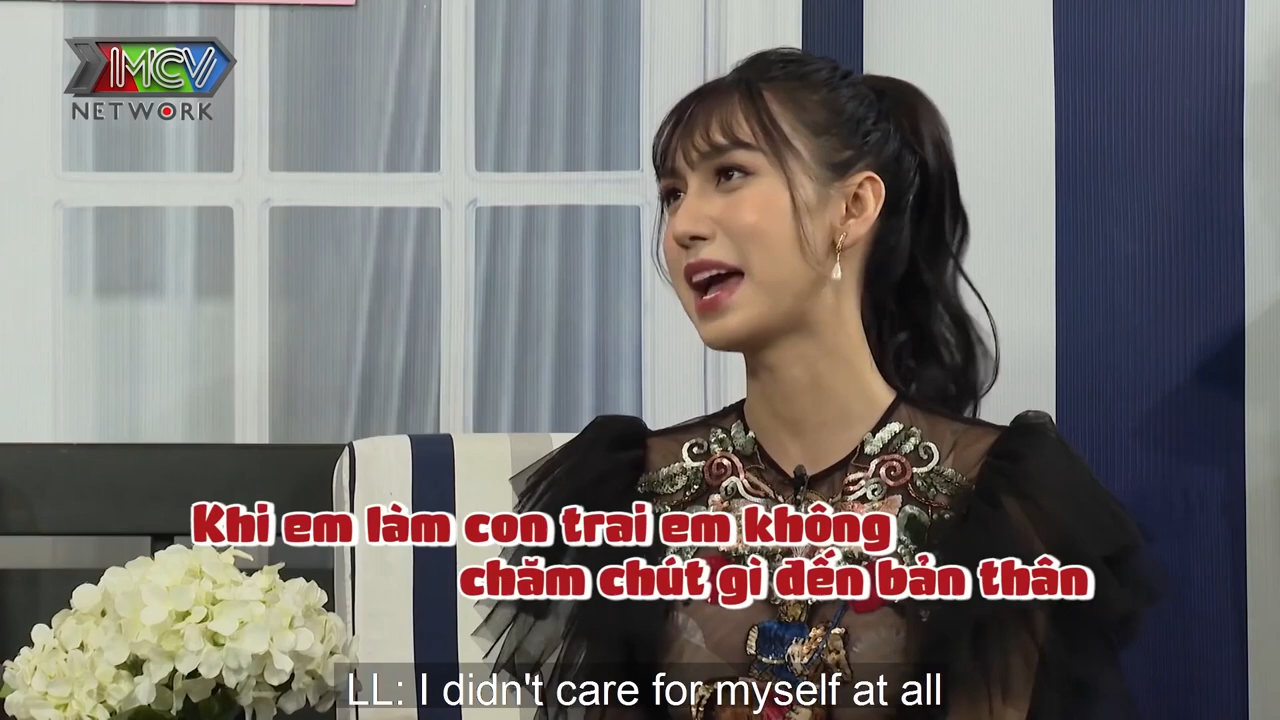 MCV
NETWORK
Khi em làm con trai em không
chăm chút gì đến bản thân
LL: I didn't care for myself at all